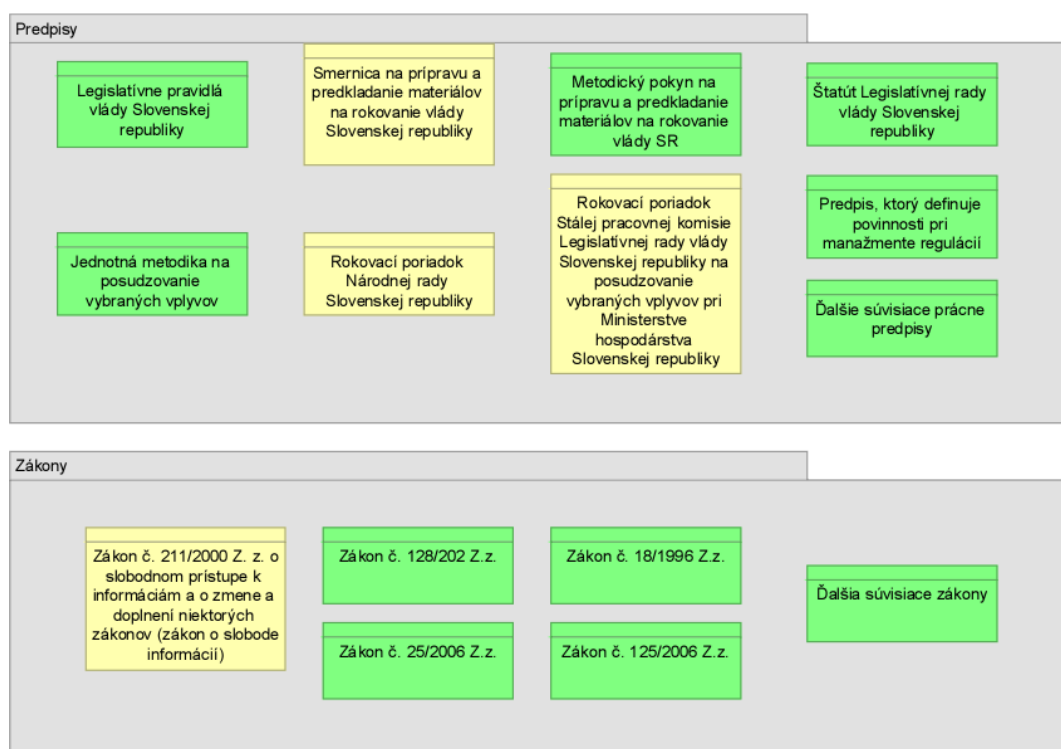 Predpisy
Legislatívne pravidlá
vlády Slovenskej
republiky
Smernica na prípravu a
predkladanie materiálov
na rokovanie vlády
Slovenskej republiky
Metodický pokyn na
prípravu a predkladanie
materiálov na rokovanie
vlády SR
Štatút Legislatívnej rady
vlády Slovenskej
republiky
Jednotná metodika na
posudzovanie
vybraných vplyvov
Rokovací poriadok
Národnej rady
Slovenskej republiky
Rokovací poriadok
Stálej pracovnej komisie
Legislatívnej rady vlády
Slovenskej republiky na
posudzovanie
vybraných vplyvov pri
Ministerstve
hospodárstva
Slovenskej republiky
Predpis, ktorý definuje
povinnosti pri
manažmente regulácií
Ďalšie súvisiace prácne
predpisy
Zákony
Zákon č. 211/2000 Z. z. o
slobodnom prístupe k
informáciám a o zmene a
doplnení niektorých
zákonov (zákon o slobode
informácií)
Zákon č. 128/202 Z.z.
Zákon č. 18/1996 Z.z.
Zákon č. 25/2006 Z.z.
Zákon č. 125/2006 Z.z.
Ďalšia súvisiace zákony